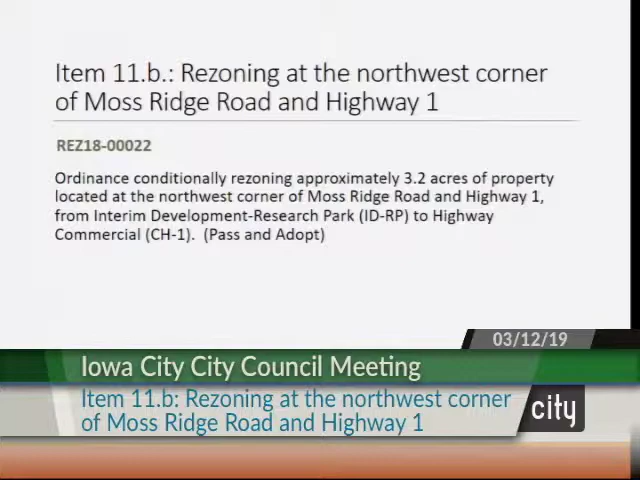 Item 11.b.: Rezoning at the northwest corner
of Moss Ridge Road and Highway 1
REZ18-00022
Ordinance conditionally rezoning approximately 3.2 acres of property
located at the northwest corner of Moss Ridge Road and Highway 1,
from Interim Development-Research Park (ID-RP) to Highway
Commercial (CH-1).  (Pass and Adopt)
03/12/19
Iowa City City Council Meeting
Item 11.b: Rezoning at the northwest corner
of Moss Ridge Road and Highway 1
city